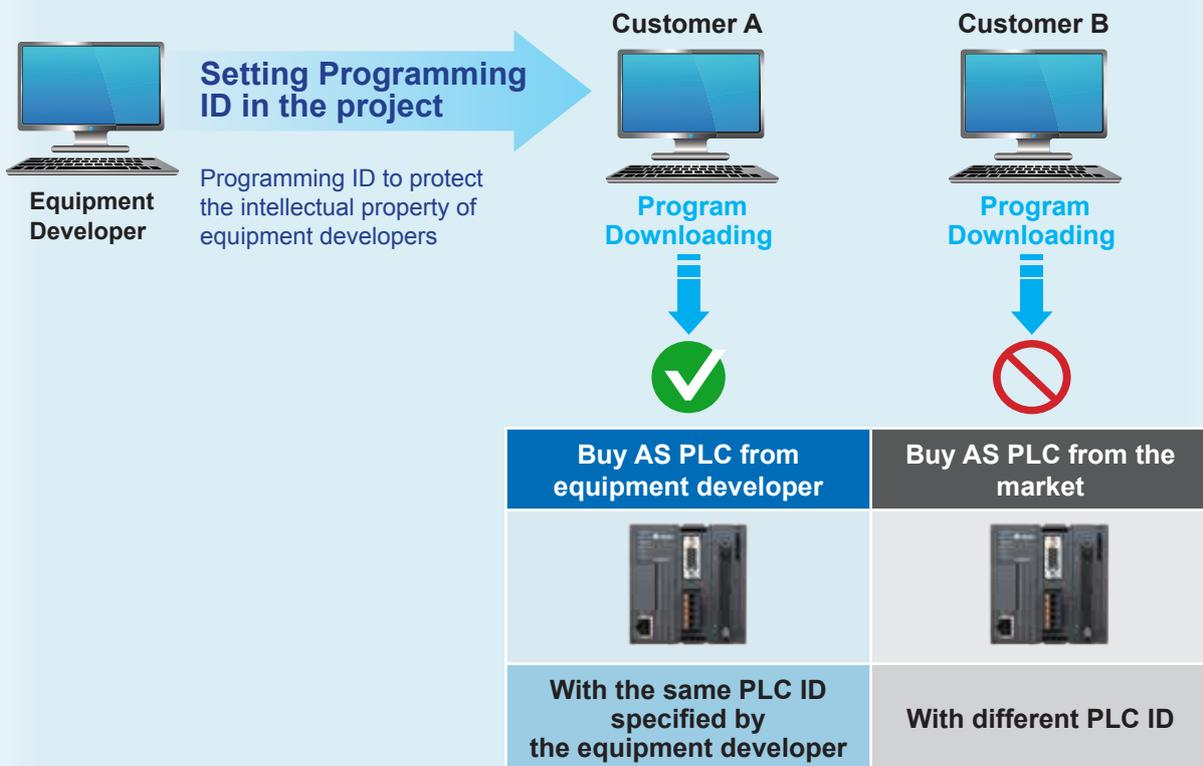 Customer A
Customer B
Setting Programming
ID in the project
Programming ID to protect
the intellectual property of
equipment developers
Equipment
Developer
Program
Downloading
Program
Downloading
Buy AS PLC from
equipment developer
Buy AS PLC from the
market
With the same PLC ID
specified by
the equipment developer
With different PLC ID